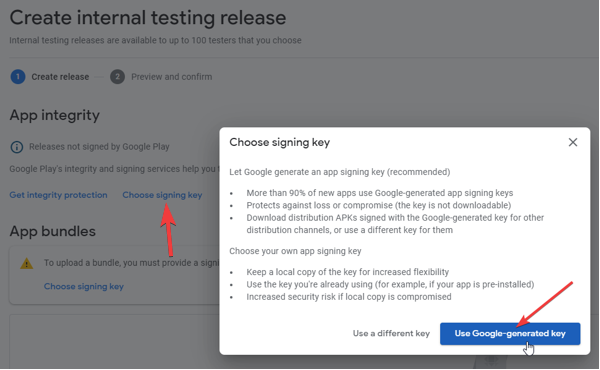 Create internal testing release
Internal testing releases are available to up to 100 testers that you choose
1 Create release
2 Preview and confirm
App integrity
Releases not signed by Google Play
Google Play's integrity and signing services help you
Get integrity protection
Choose signing key
App bundles
To upload a bundle, you must provide a
Choose signing key
Choose signing key
Let Google generate an app signing key (recommended)
• More than 90% of new apps use Google-generated app signing keys
• Protects against loss or compromise (the key is not downloadable)
• Download distribution APKs signed with the Google-generated key for other
distribution channels, or use a different key for them
Choose your own app signing key
• Keep a local copy of the key for increased flexibility
• Use the key you're already using (for example, if your app is pre-installed)
• Increased security risk if local copy is compromised
Use a different key
Use Google-generated key